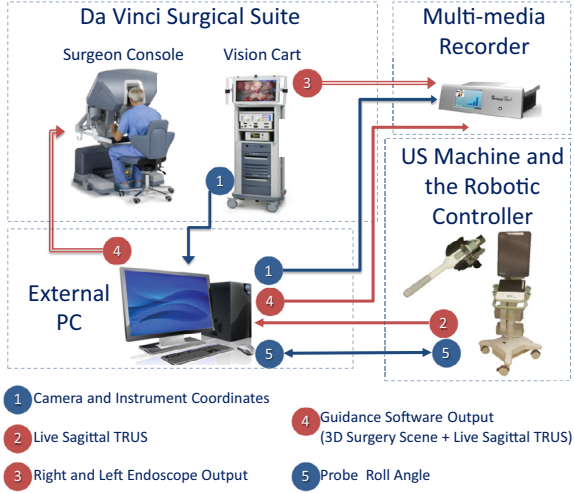 Da Vinci Surgical Suite
Surgeon Console
Vision Cart
Multi-media
Recorder
3
1
US Machine and
the Robotic
Controller
4
External
PC
1
4
2
5
5
1 Camera and Instrument Coordinates
2 Live Sagittal TRUS
3 Right and Left Endoscope Output
4 Guidance Software Output
(3D Surgery Scene + Live Sagittal TRUS)
5 Probe Roll Angle